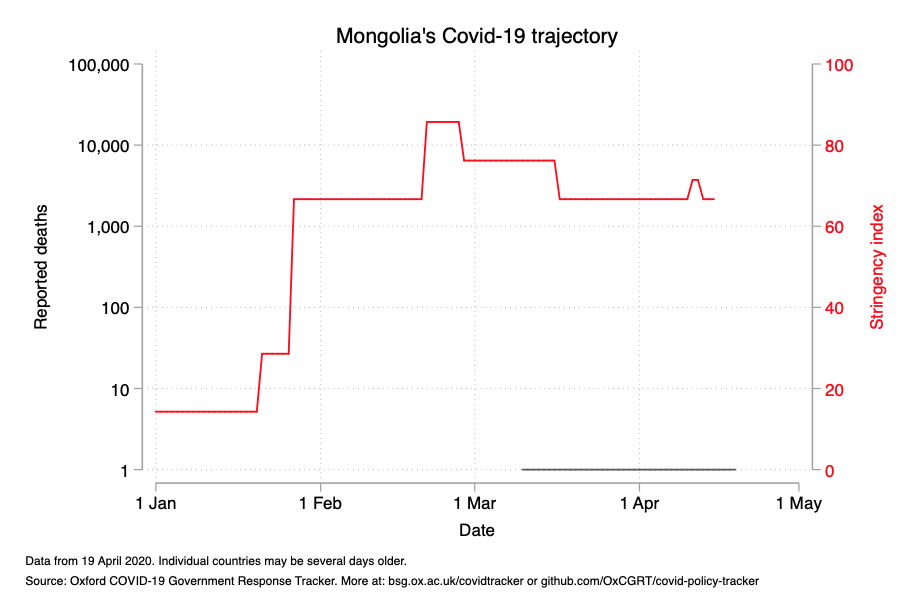 Mongolia's Covid-19 trajectory
100,000
10,000
1,000
100
10
1
Reported deaths
100
80
60
40
20
0
Stringency index
1 Jan
1 Feb
1 Mar
1 Apr
1 May
Date
Data from 19 April 2020. Individual countries may be several days older.
Source: Oxford COVID-19 Government Response Tracker. More at: bsg.ox.ac.uk/covidtracker or github.com/OxCGRT/covid-policy-tracker